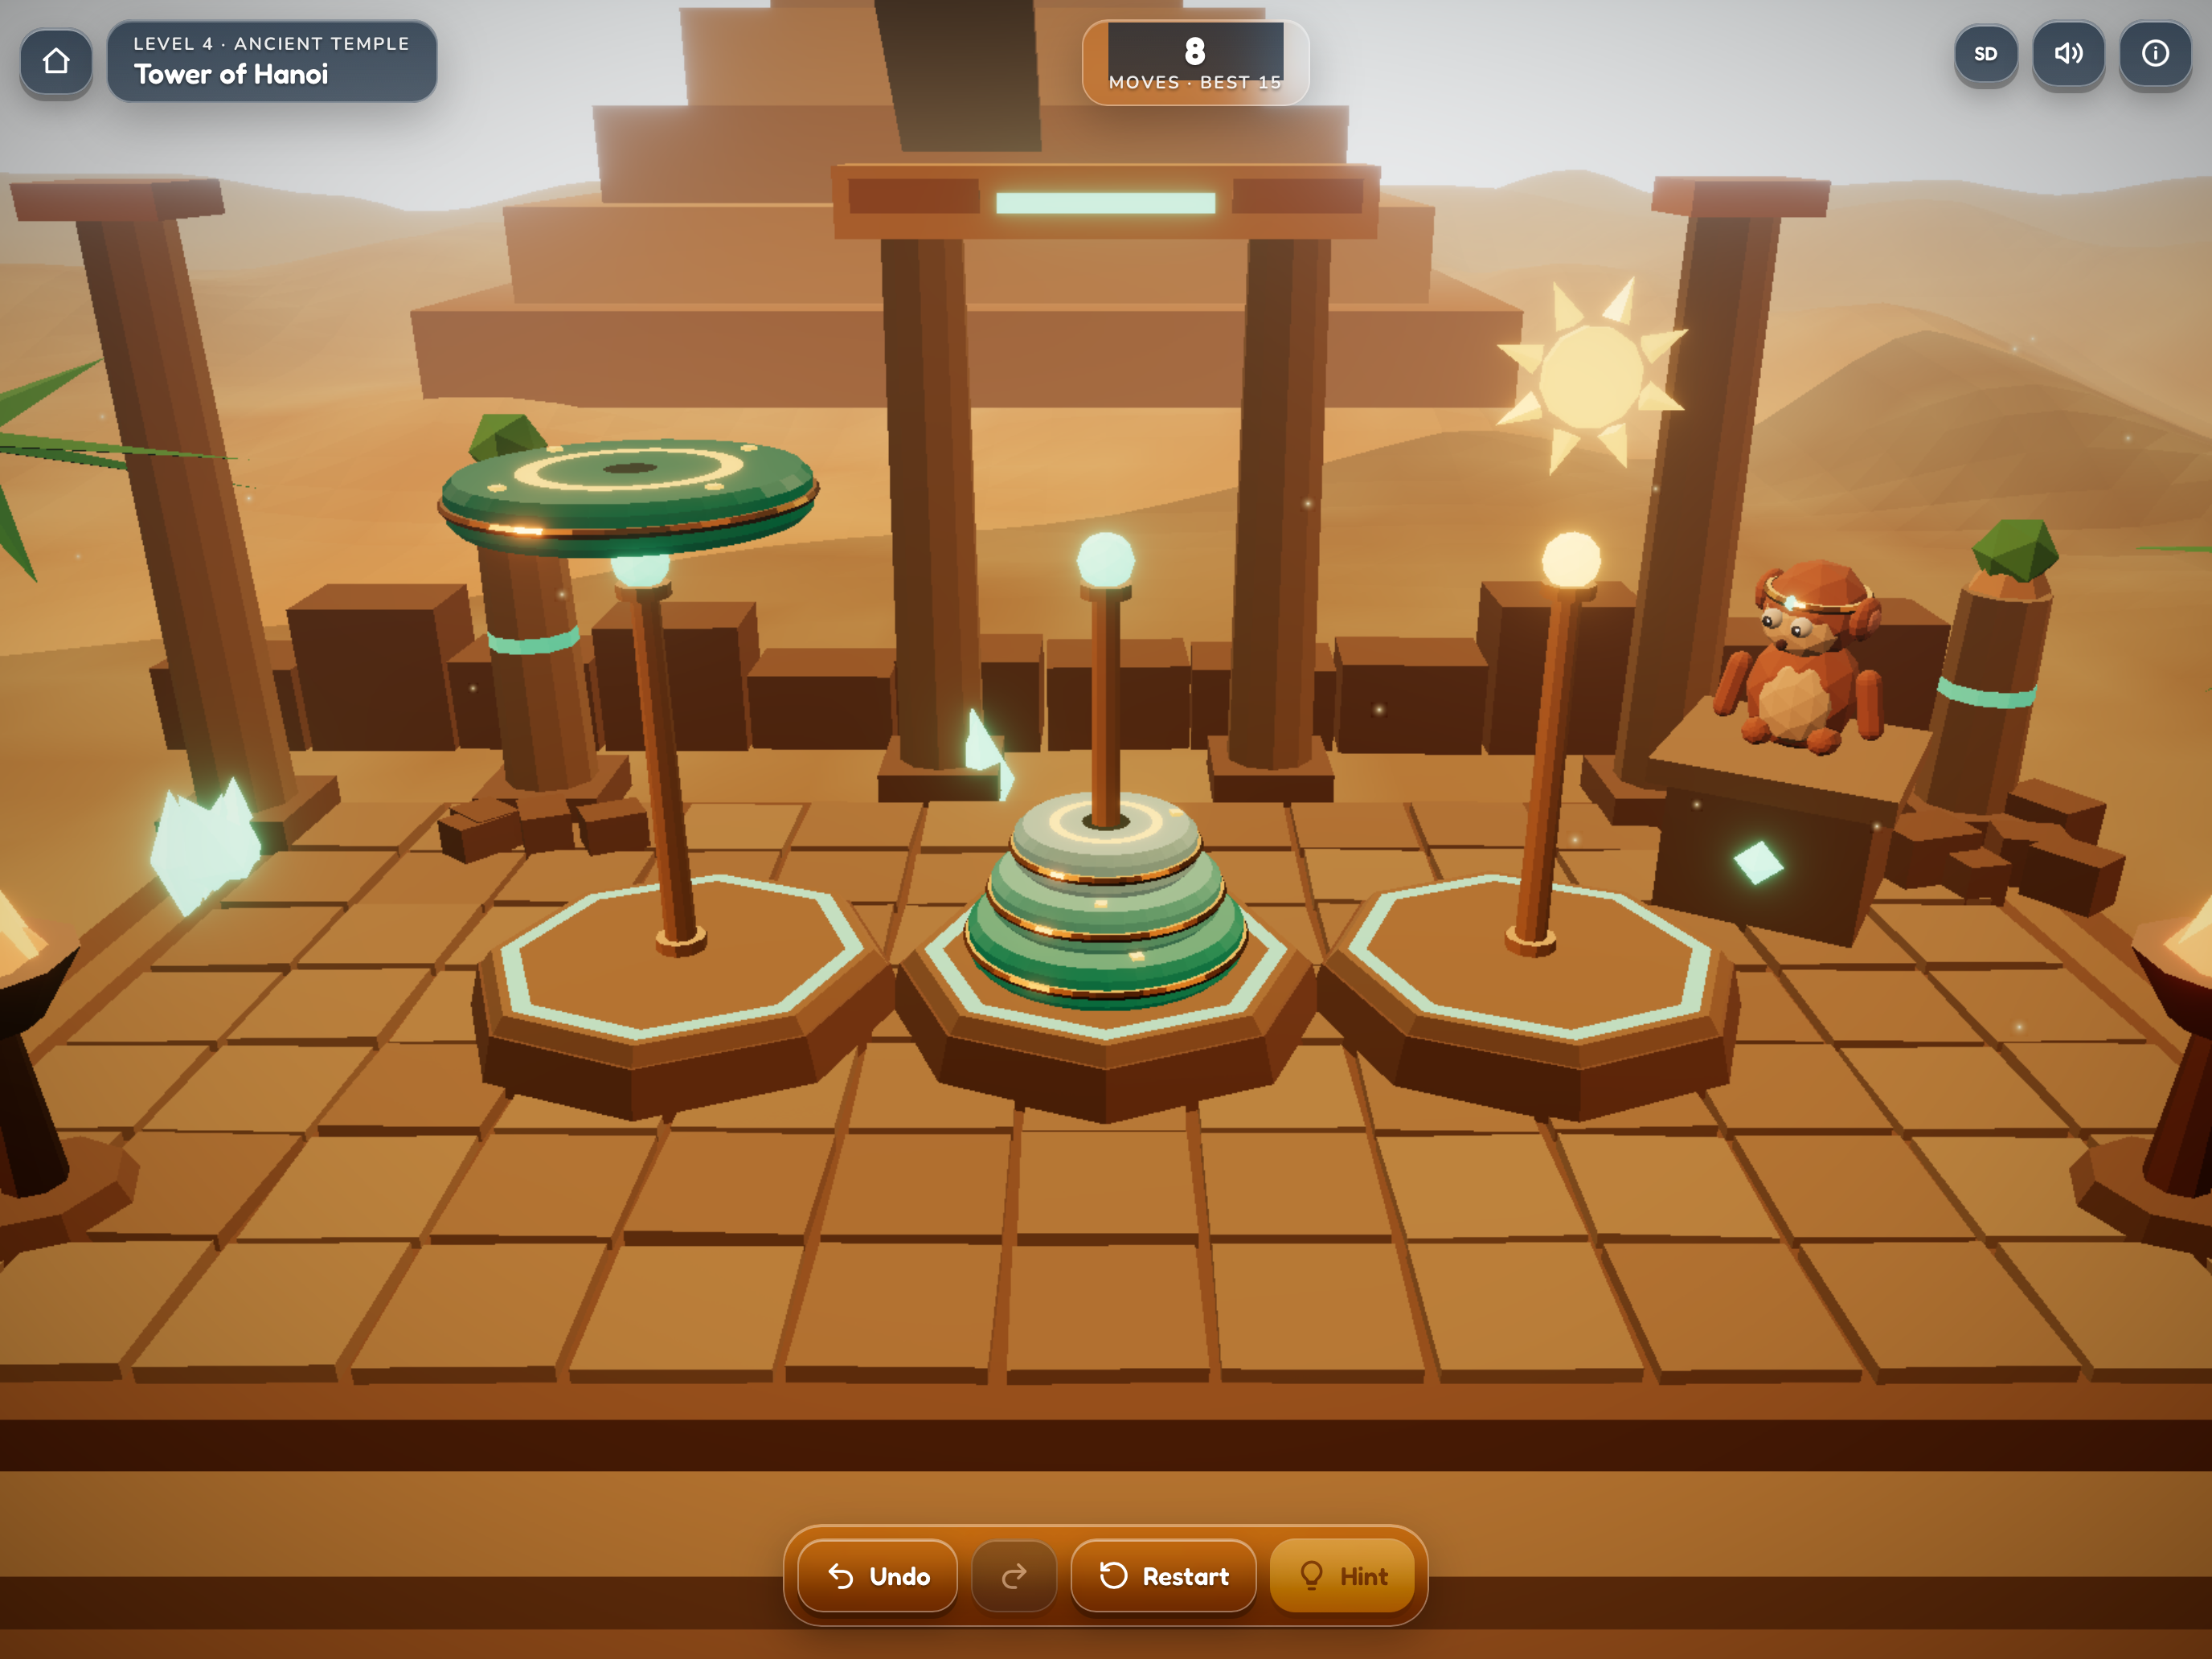 LEVEL 4 · ANCIENT TEMPLE
Tower of Hanoi
8
MOVES · BEST 15
SD
Undo
Restart
Hint